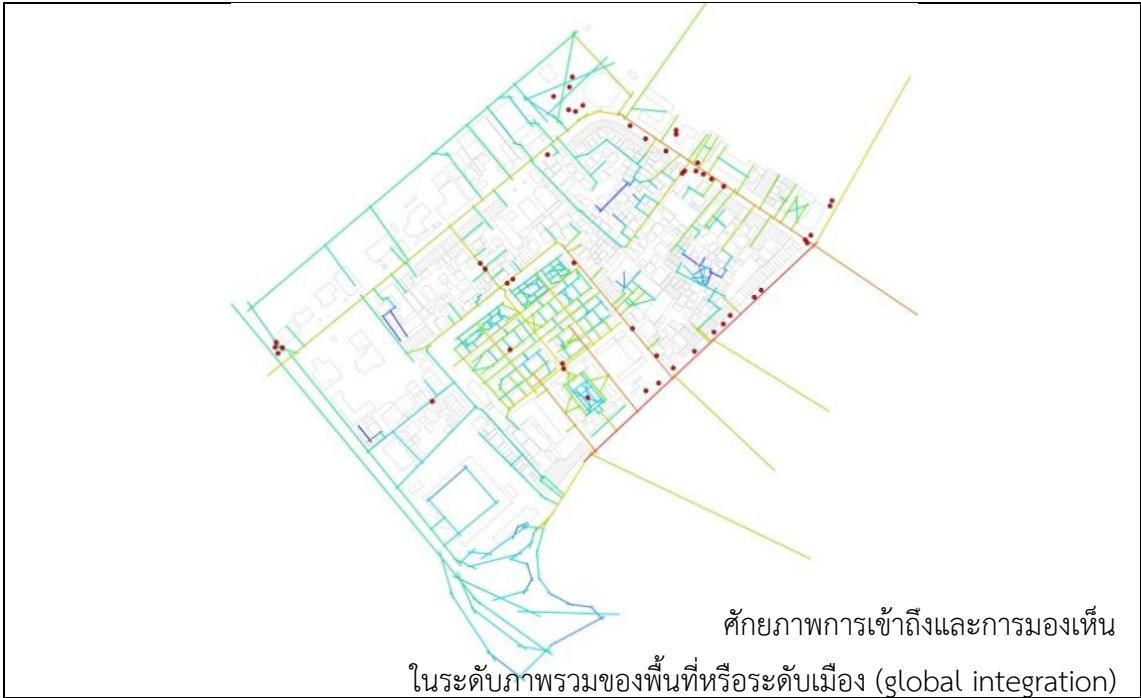 ศักยภาพการเข้าถึงและการมองเห็น
ในระดับภาพรวมของพื้นที่หรือระดับเมือง (global integration)